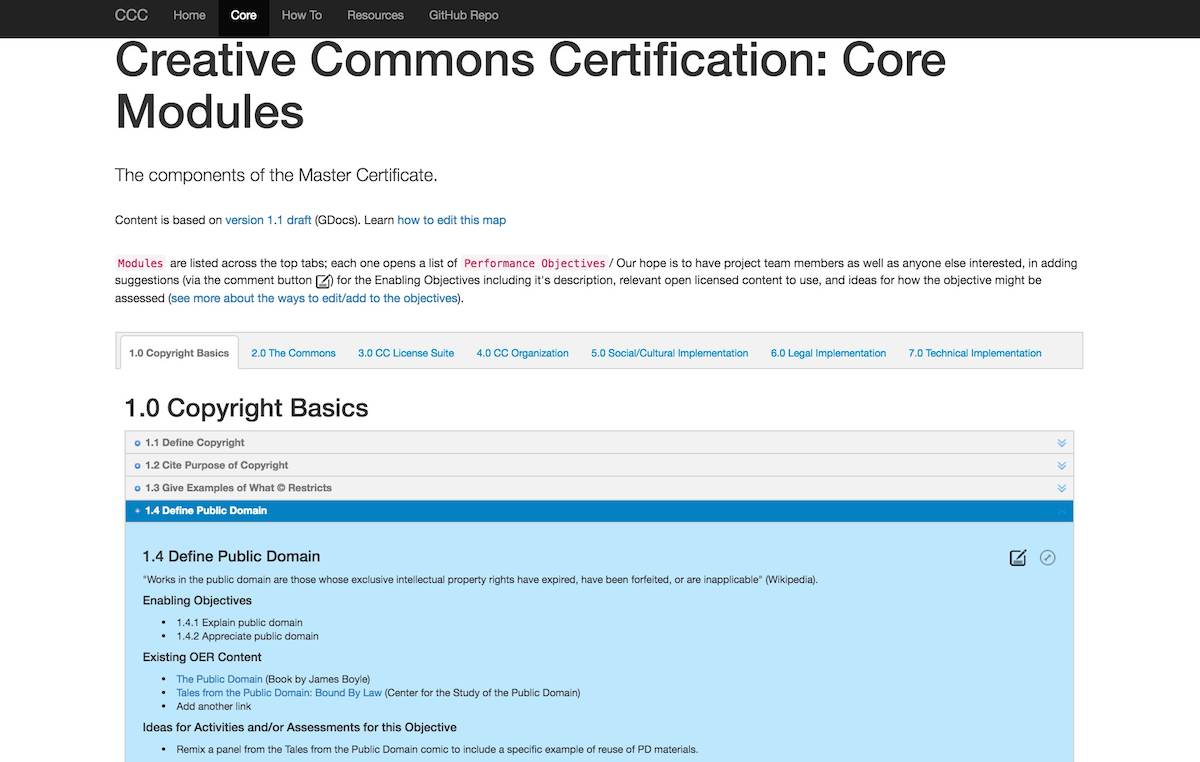 CCC Home Core How To Resources GitHub Repo
Creative Commons Certification: Core
Modules
The components of the Master Certificate.
Content is based on version 1.1 draft (GDocs). Learn how to edit this map
Modules are listed across the top tabs; each one opens a list of Performance Objectives / Our hope is to have project team members as well as anyone else interested, in adding
suggestions (via the comment button ) for the Enabling Objectives including it's description, relevant open licensed content to use, and ideas for how the objective might be
assessed (see more about the ways to edit/add to the objectives).
1.0 Copyright Basics 2.0 The Commons 3.0 CC License Suite 4.0 CC Organization 5.0 Social/Cultural Implementation 6.0 Legal Implementation 7.0 Technical Implementation
1.0 Copyright Basics
1.1 Define Copyright
1.2 Cite Purpose of Copyright
1.3 Give Examples of What © Restricts
1.4 Define Public Domain
1.4 Define Public Domain
"Works in the public domain are those whose exclusive intellectual property rights have expired, have been forfeited, or are inapplicable" (Wikipedia).
Enabling Objectives
• 1.4.1 Explain public domain
• 1.4.2 Appreciate public domain
Existing OER Content
• The Public Domain (Book by James Boyle)
• Tales from the Public Domain: Bound By Law (Center for the Study of the Public Domain)
• Add another link
Ideas for Activities and/or Assessments for this Objective
• Remix a panel from the Tales from the Public Domain comic to include a specific example of reuse of PD materials.